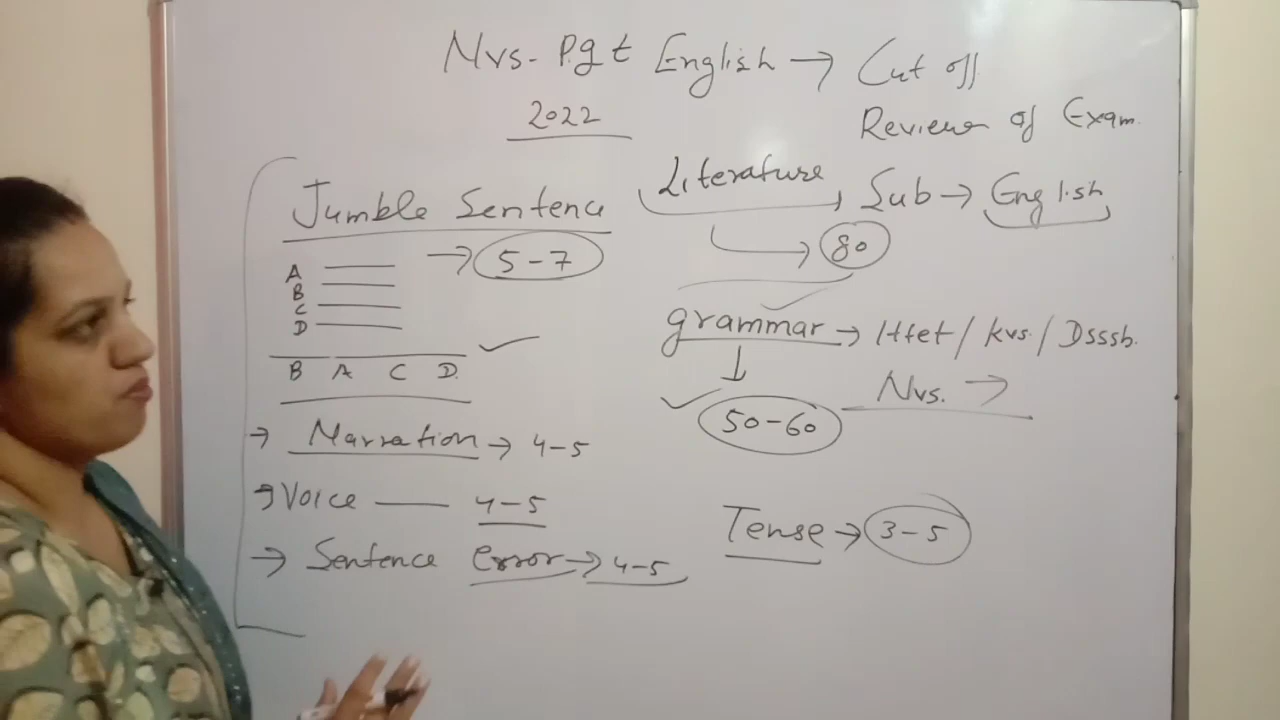 Nvs. Pgt English → Cut off
2022
Review of Exam.
Jumble Sentence
→ 5-7
A
B
C
D
B A C D.
→ Narration → 4-5
→ Voice — 4-5
→ Sentence error → 4-5
Literature → Sub → English
→ 80
grammar → Htet / kvs. / Dsssb.
Nvs. →
50-60
Tense → 3-5